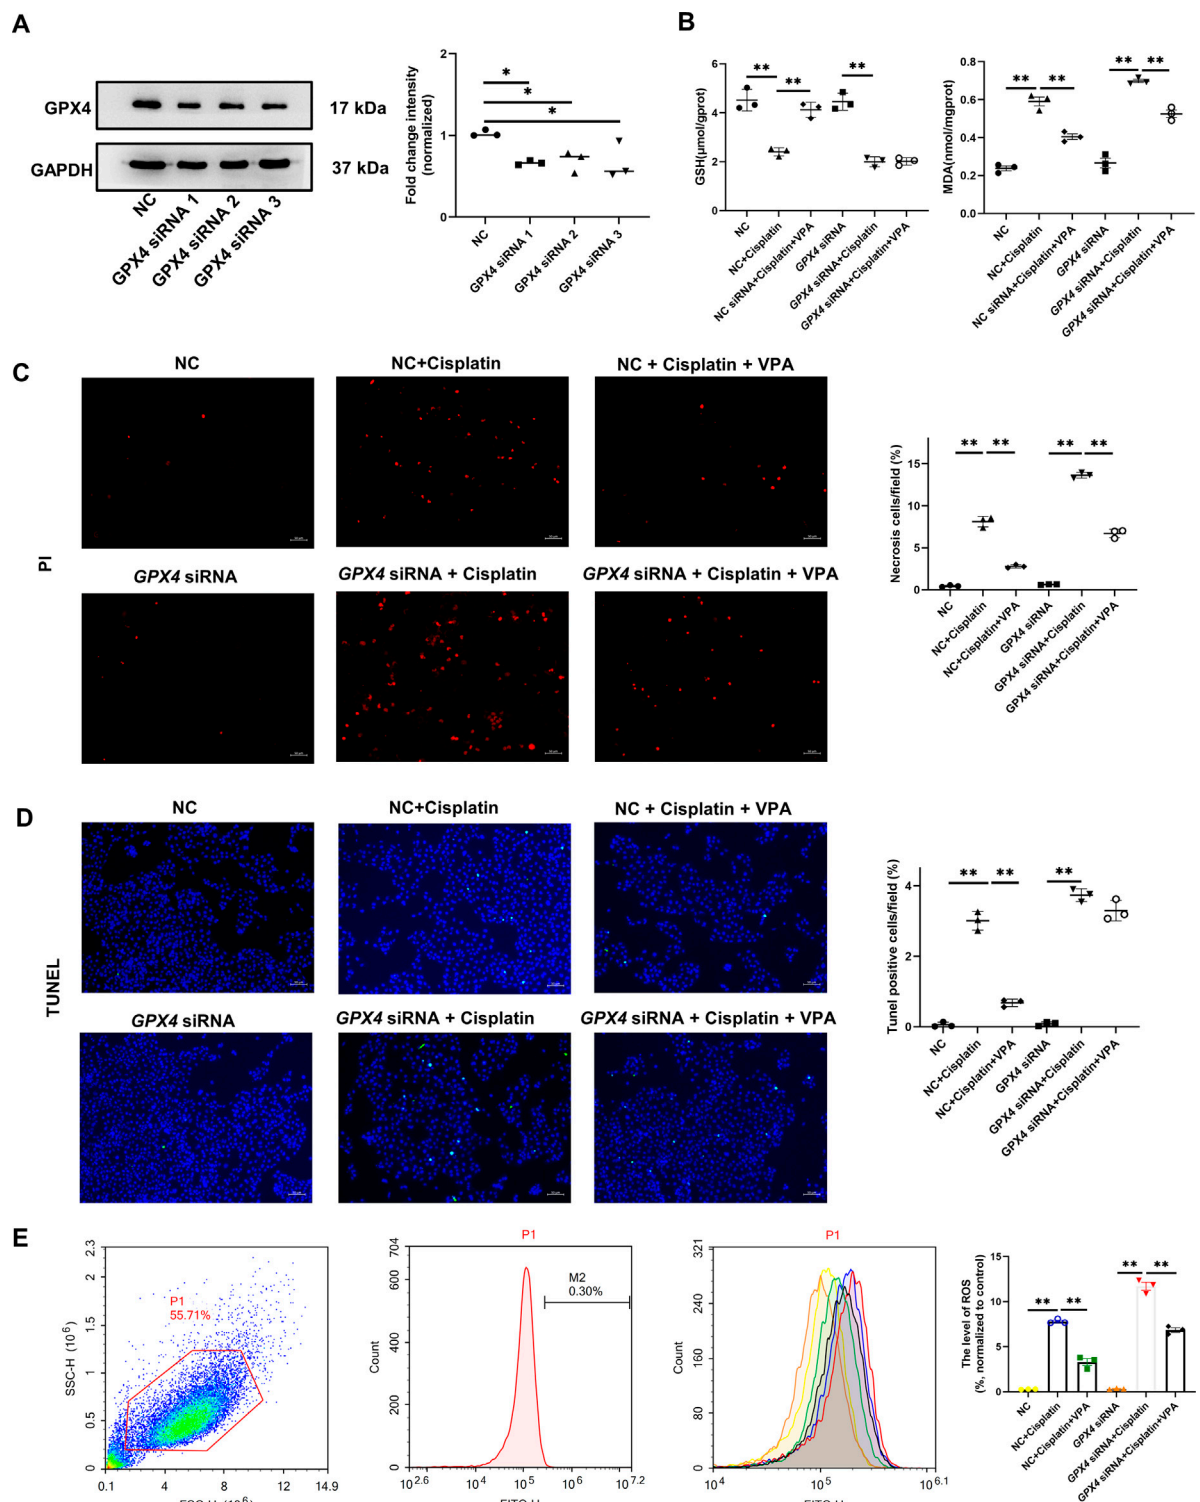 A
GPX4
17 kDa
GAPDH
37 kDa
NC
GPX4 siRNA 1
GPX4 siRNA 2
GPX4 siRNA 3
Fold change intensity
(normalized)
2
1
0
*
*
*
NC
GPX4 siRNA 1
GPX4 siRNA 2
GPX4 siRNA 3
B
GSH(μmol/gprot)
6
4
2
0
** ** **
NC
NC+Cisplatin
NC siRNA+Cisplatin+VPA
GPX4 siRNA
GPX4 siRNA+Cisplatin
GPX4 siRNA+Cisplatin+VPA
MDA(nmol/mgprot)
0.8
0.6
0.4
0.2
0.0
** ** ** **
NC
NC+Cisplatin
NC siRNA+Cisplatin+VPA
GPX4 siRNA
GPX4 siRNA+Cisplatin
GPX4 siRNA+Cisplatin+VPA
C
PI
NC
NC+Cisplatin
NC + Cisplatin + VPA
GPX4 siRNA
GPX4 siRNA + Cisplatin
GPX4 siRNA + Cisplatin + VPA
Necrosis cells/field (%)
15
10
5
0
** ** ** **
NC
NC+Cisplatin
NC+Cisplatin+VPA
GPX4 siRNA
GPX4 siRNA+Cisplatin
GPX4 siRNA+Cisplatin+VPA
D
TUNEL
NC
NC+Cisplatin
NC + Cisplatin + VPA
GPX4 siRNA
GPX4 siRNA + Cisplatin
GPX4 siRNA + Cisplatin + VPA
Tunel positive cells/field (%)
4
2
0
** ** **
NC
NC+Cisplatin
NC+Cisplatin+VPA
GPX4 siRNA
GPX4 siRNA+Cisplatin
GPX4 siRNA+Cisplatin+VPA
E
SSC-H (10^6)
2.3
2
1.5
1
0.5
0
P1
55.71%
0.1 4 8 12 14.9
P1
Count
704
600
400
200
0
M2
0.30%
10^2.6 10^4 10^5 10^6 10^7.2
P1
Count
321
240
160
80
0
10^4 10^5 10^6.1
The level of ROS
(%, normalized to control)
15
10
5
0
** ** ** **
NC
NC+Cisplatin
NC+Cisplatin+VPA
GPX4 siRNA
GPX4 siRNA+Cisplatin
GPX4 siRNA+Cisplatin+VPA